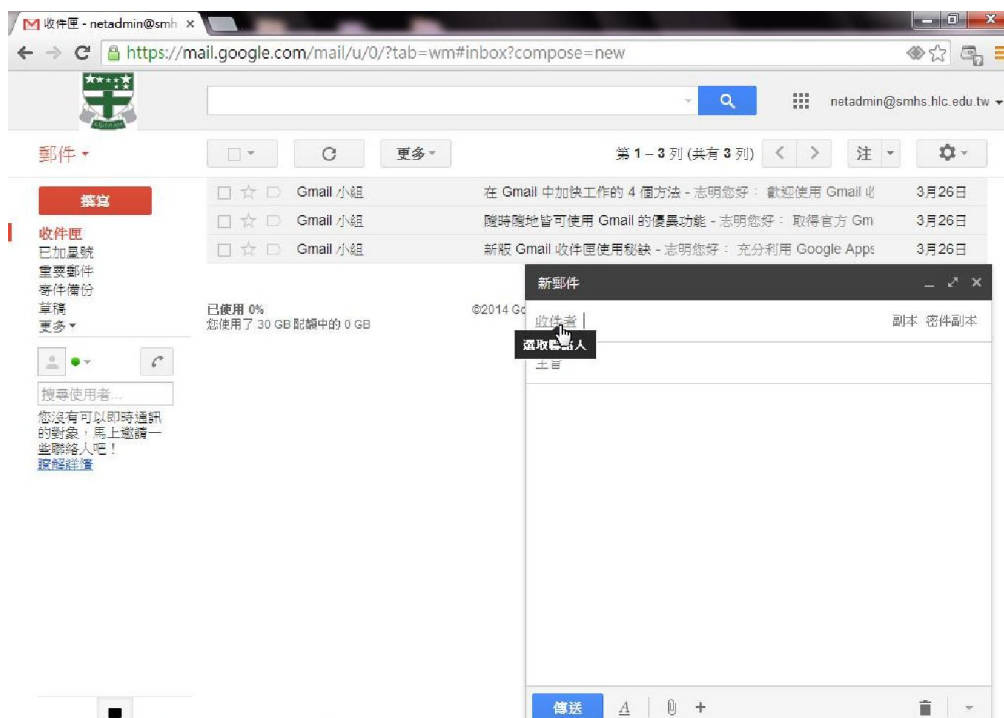 收件匣 - netadmin@smh
https://mail.google.com/mail/u/0/?tab=wm#inbox?compose=new
netadmin@smhs.hlc.edu.tw
郵件
更多
第 1 – 3 列 (共有 3 列)
注
撰寫
Gmail 小組
在 Gmail 中加快工作的 4 個方法 - 志明您好: 歡迎使用 Gmail 收
3月26日
Gmail 小組
隨時隨地皆可使用 Gmail 的優異功能 - 志明您好: 取得官方 Gm
3月26日
Gmail 小組
新版 Gmail 收件匣使用秘訣 - 志明您好: 充分利用 Google Apps
3月26日
收件匣
已加星號
重要郵件
寄件備份
草稿
更多
已使用 0%
您使用了 30 GB 配額中的 0 GB
©2014 Go
搜尋使用者...
您沒有可以即時通訊
的對象,馬上邀請一
些聯絡人吧!
瞭解詳情
新郵件
收件者
副本 密件副本
選取聯絡人
主旨
傳送
A